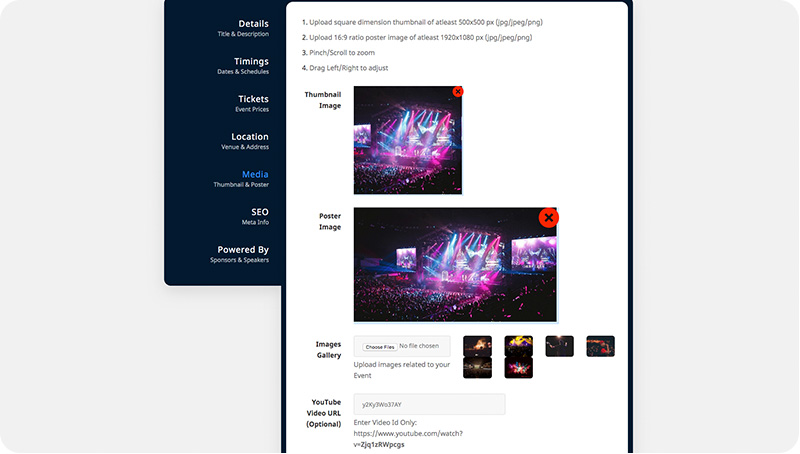 Details
Title & Description
Timings
Dates & Schedules
Tickets
Event Prices
Location
Venue & Address
Media
Thumbnail & Poster
SEO
Meta Info
Powered By
Sponsors & Speakers
1. Upload square dimension thumbnail of atleast 500x500 px (jpg/jpeg/png)
2. Upload 16:9 ratio poster image of atleast 1920x1080 px (jpg/jpeg/png)
3. Pinch/Scroll to zoom
4. Drag Left/Right to adjust
Thumbnail
Image
Poster
Image
Images
Gallery
Choose Files No file chosen
Upload images related to your
Event
YouTube
Video URL
(Optional)
y2Ky3Wo37AY
Enter Video Id Only:
https://www.youtube.com/watch?
v=Zjq1zRWpcgs